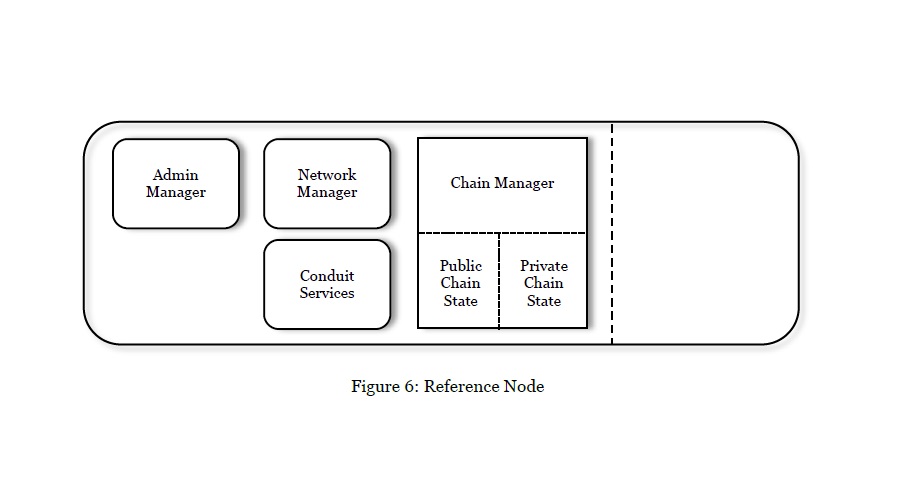 Admin
Manager
Network
Manager
Chain Manager
Conduit
Services
Public
Chain
State
Private
Chain
State
Figure 6: Reference Node